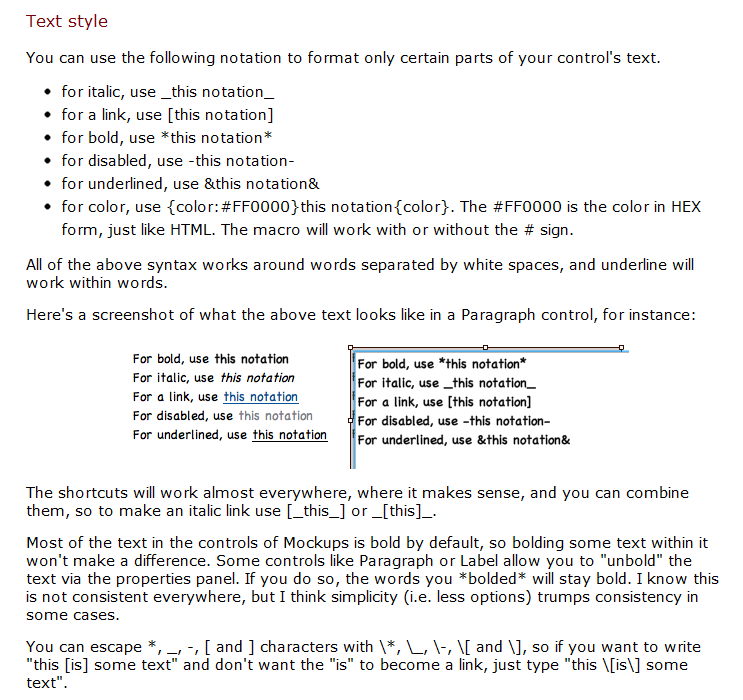 Text style
You can use the following notation to format only certain parts of your control's text.
• for italic, use _this notation_
• for a link, use [this notation]
• for bold, use *this notation*
• for disabled, use -this notation-
• for underlined, use &this notation&
• for color, use {color:#FF0000}this notation{color}. The #FF0000 is the color in HEX
form, just like HTML. The macro will work with or without the # sign.
All of the above syntax works around words separated by white spaces, and underline will
work within words.
Here's a screenshot of what the above text looks like in a Paragraph control, for instance:
For bold, use this notation
For italic, use this notation
For a link, use this notation
For disabled, use this notation
For underlined, use this notation
For bold, use *this notation*
For italic, use _this notation_
For a link, use [this notation]
For disabled, use -this notation-
For underlined, use &this notation&
The shortcuts will work almost everywhere, where it makes sense, and you can combine
them, so to make an italic link use [_this_] or _[this]_.
Most of the text in the controls of Mockups is bold by default, so bolding some text within it
won't make a difference. Some controls like Paragraph or Label allow you to "unbold" the
text via the properties panel. If you do so, the words you *bolded* will stay bold. I know this
is not consistent everywhere, but I think simplicity (i.e. less options) trumps consistency in
some cases.
You can escape *, _, -, [ and ] characters with \*, \_, \-, \[ and \], so if you want to write
"this [is] some text" and don't want the "is" to become a link, just type "this \[is\] some
text".